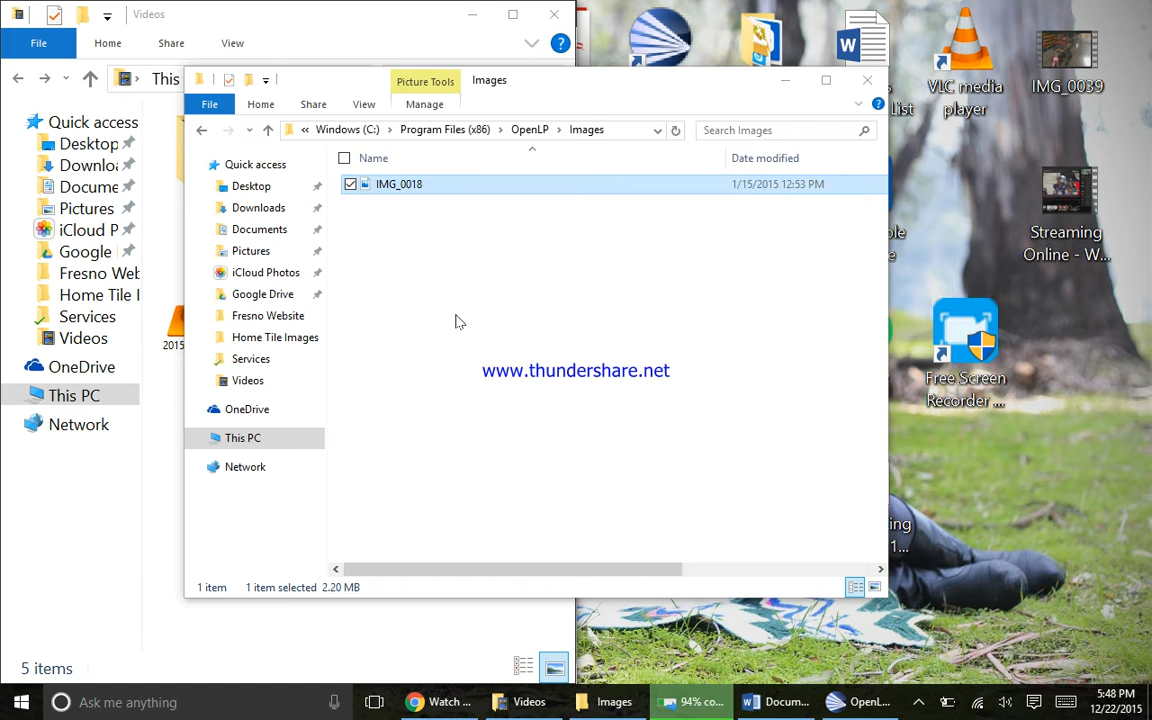 Videos
File
Home
Share
View
This
Quick access
Desktop
Downlo
Docume
Pictures
iCloud P
Google
Fresno Web
Home Tile I
Services
Videos
OneDrive
This PC
Network
2015
5 items
Picture Tools
Images
File
Home
Share
View
Manage
« Windows (C:) › Program Files (x86) › OpenLP › Images
Search Images
Quick access
Desktop
Downloads
Documents
Pictures
iCloud Photos
Google Drive
Fresno Website
Home Tile Images
Services
Videos
OneDrive
This PC
Network
Name
Date modified
IMG_0018
1/15/2015 12:53 PM
www.thundershare.net
1 item
1 item selected 2.20 MB
List
VLC media
player
IMG_0039
Streaming
Online - W...
Free Screen
Recorder ...
ing
1...
Ask me anything
Watch ...
Videos
Images
94% co...
Docum...
OpenL...
5:48 PM
12/22/2015